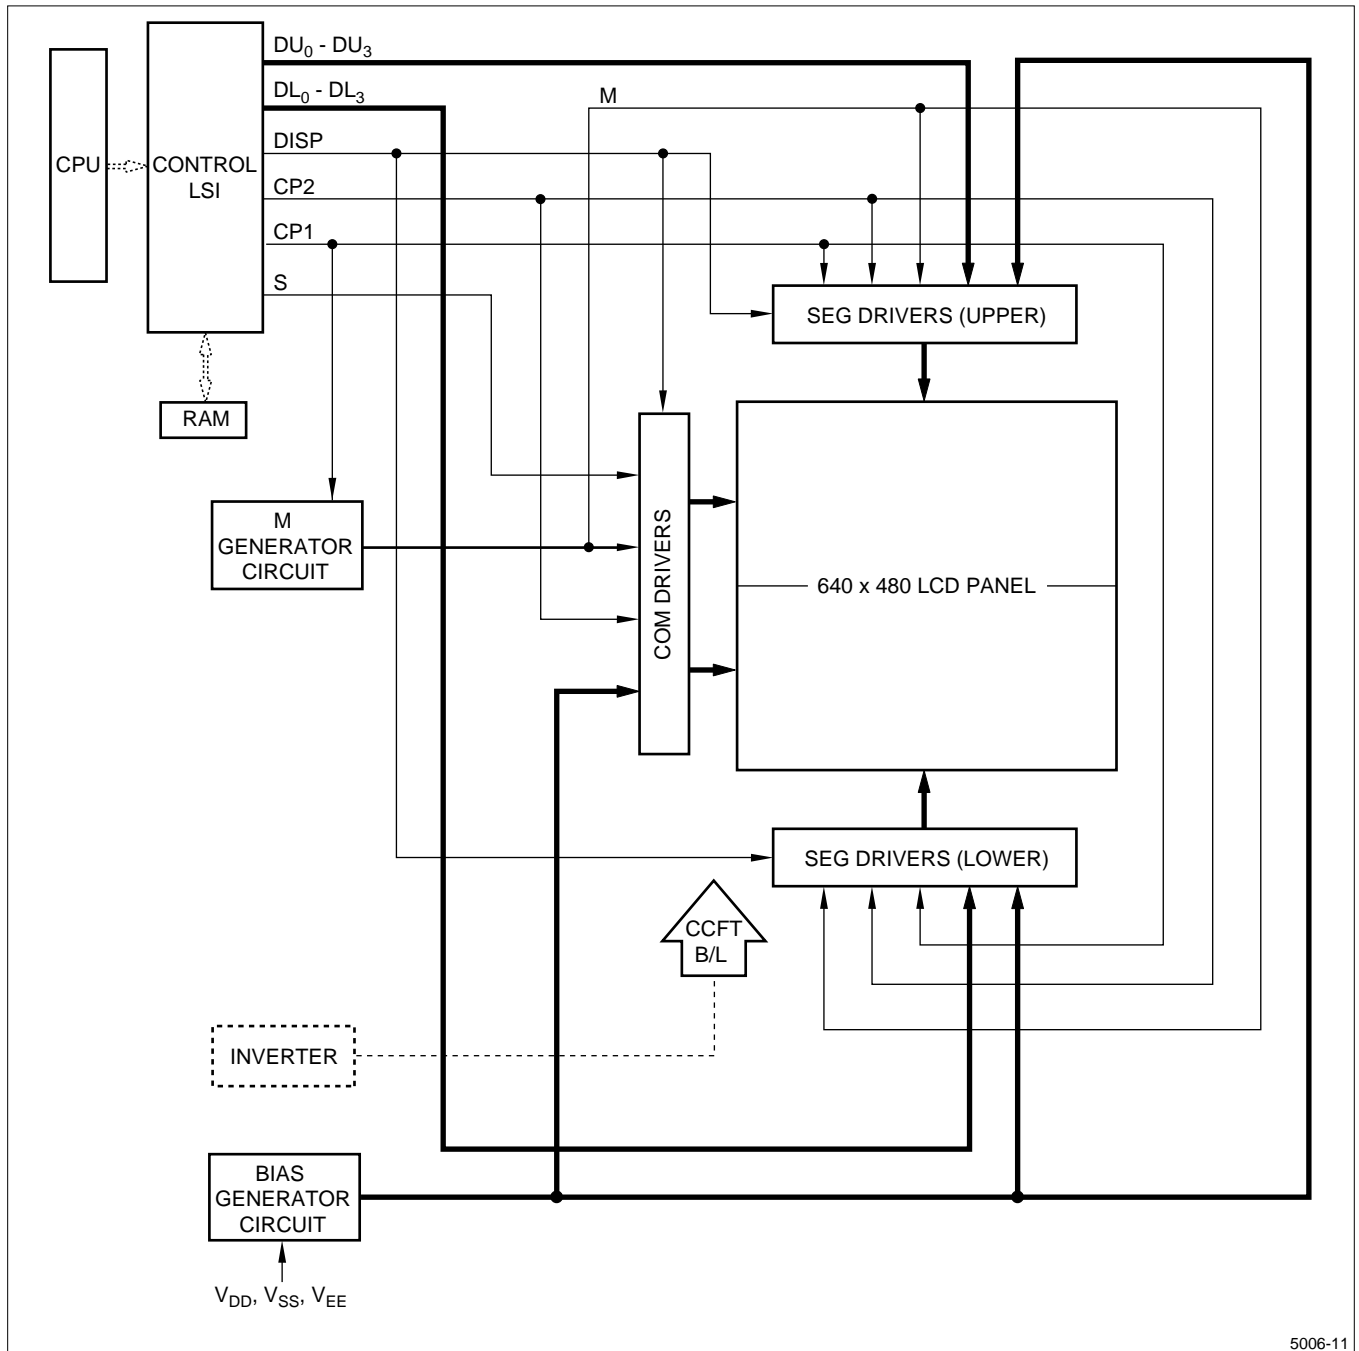 DU0 - DU3
DL0 - DL3
M
DISP
CPU
CONTROL
LSI
CP2
CP1
S
SEG DRIVERS (UPPER)
RAM
M
GENERATOR
CIRCUIT
COM DRIVERS
640 x 480 LCD PANEL
SEG DRIVERS (LOWER)
CCFT
B/L
INVERTER
BIAS
GENERATOR
CIRCUIT
VDD, VSS, VEE
5006-11